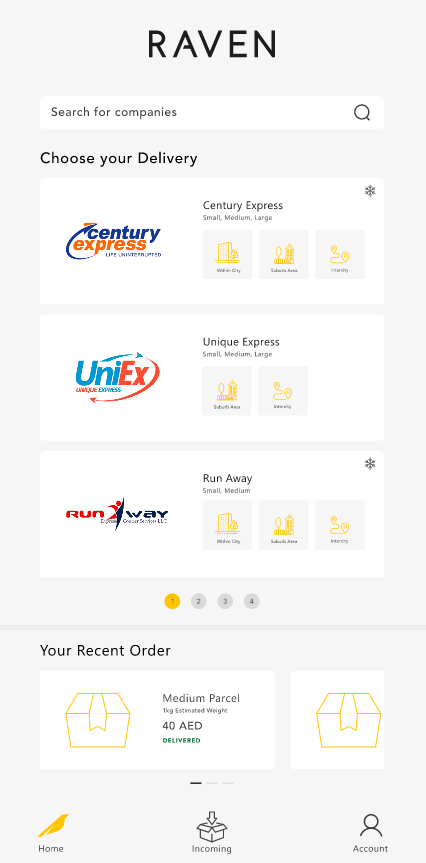 RAVEN
Search for companies
Choose your Delivery
century
express
LIFE UNINTERRUPTED
Century Express
Small, Medium, Large
Within City
Suburb Area
Intercity
UniEx
UNIQUE EXPRESS
Unique Express
Small, Medium, Large
Suburb Area
Intercity
RUN WAY
Express Courier Services LLC
Run Away
Small, Medium
Within City
Suburb Area
Intercity
1 2 3 4
Your Recent Order
Medium Parcel
1kg Estimated Weight
40 AED
DELIVERED
Home
Incoming
Account